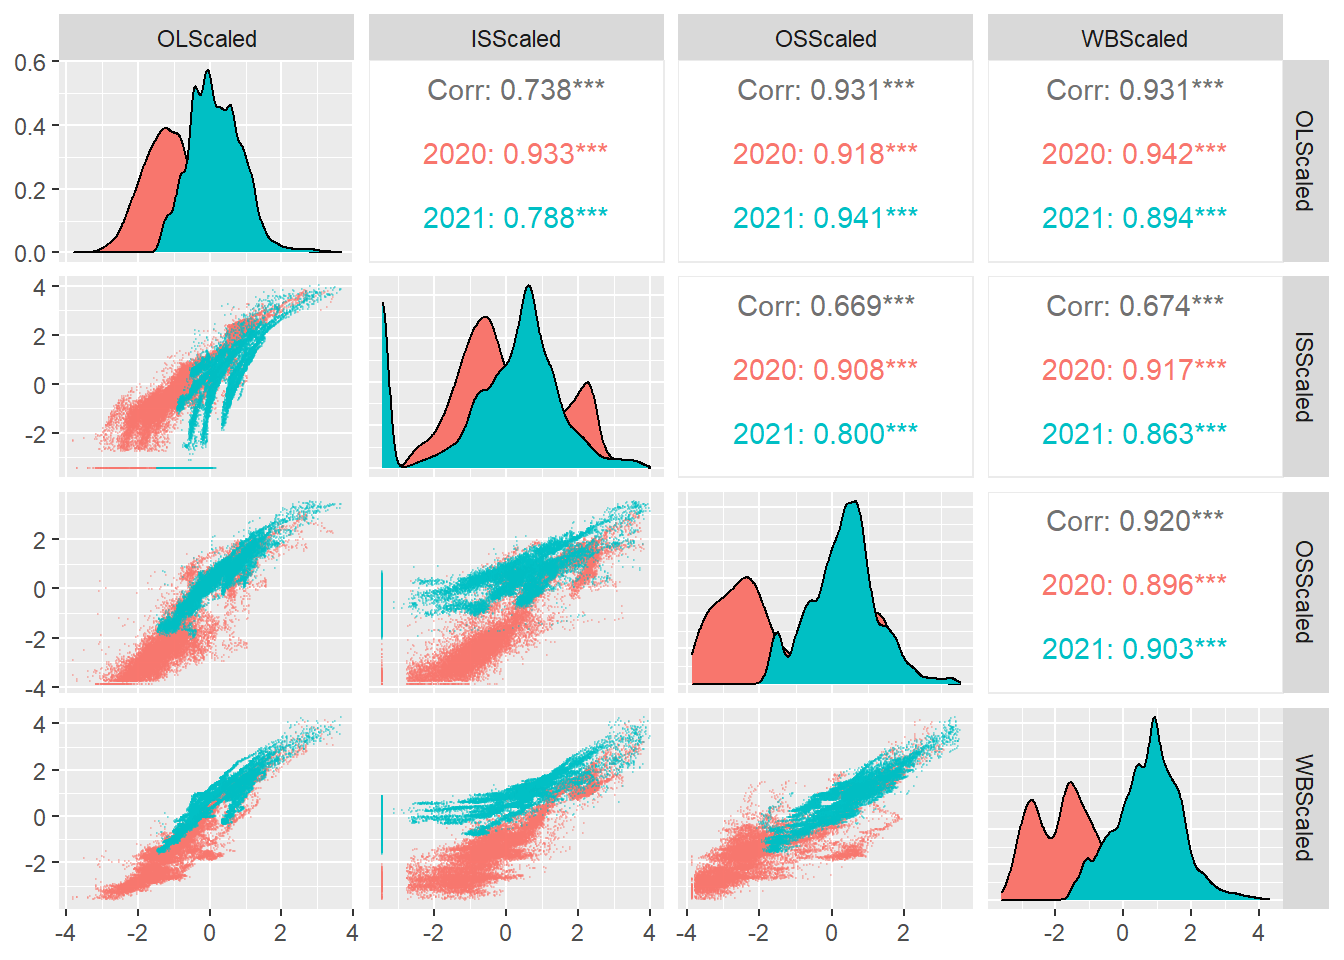 OLScaled
ISScaled
OSScaled
WBScaled
0.6
0.4
0.2
0.0
Corr: 0.738***
2020: 0.933***
2021: 0.788***
Corr: 0.931***
2020: 0.918***
2021: 0.941***
Corr: 0.931***
2020: 0.942***
2021: 0.894***
OLScaled
4
2
0
-2
Corr: 0.669***
2020: 0.908***
2021: 0.800***
Corr: 0.674***
2020: 0.917***
2021: 0.863***
ISScaled
2
0
-2
-4
Corr: 0.920***
2020: 0.896***
2021: 0.903***
OSScaled
4
2
0
-2
WBScaled
-4 -2 0 2 4
-2 0 2 4
-4 -2 0 2
-2 0 2 4